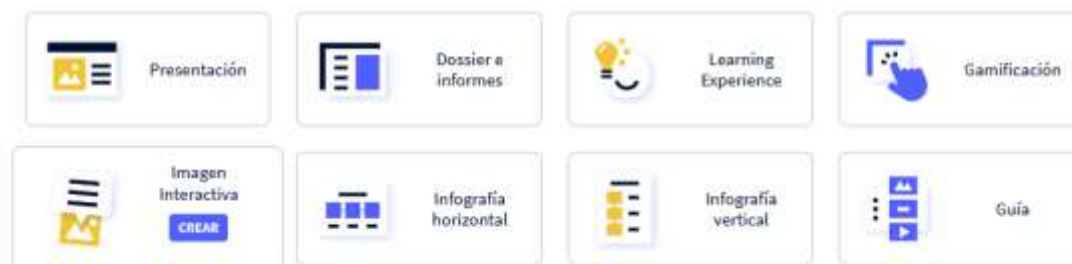 Presentación
Dossier e
informes
Learning
Experience
Gamificación
Imagen
Interactiva
CREAR
Infografía
horizontal
Infografía
vertical
Guía